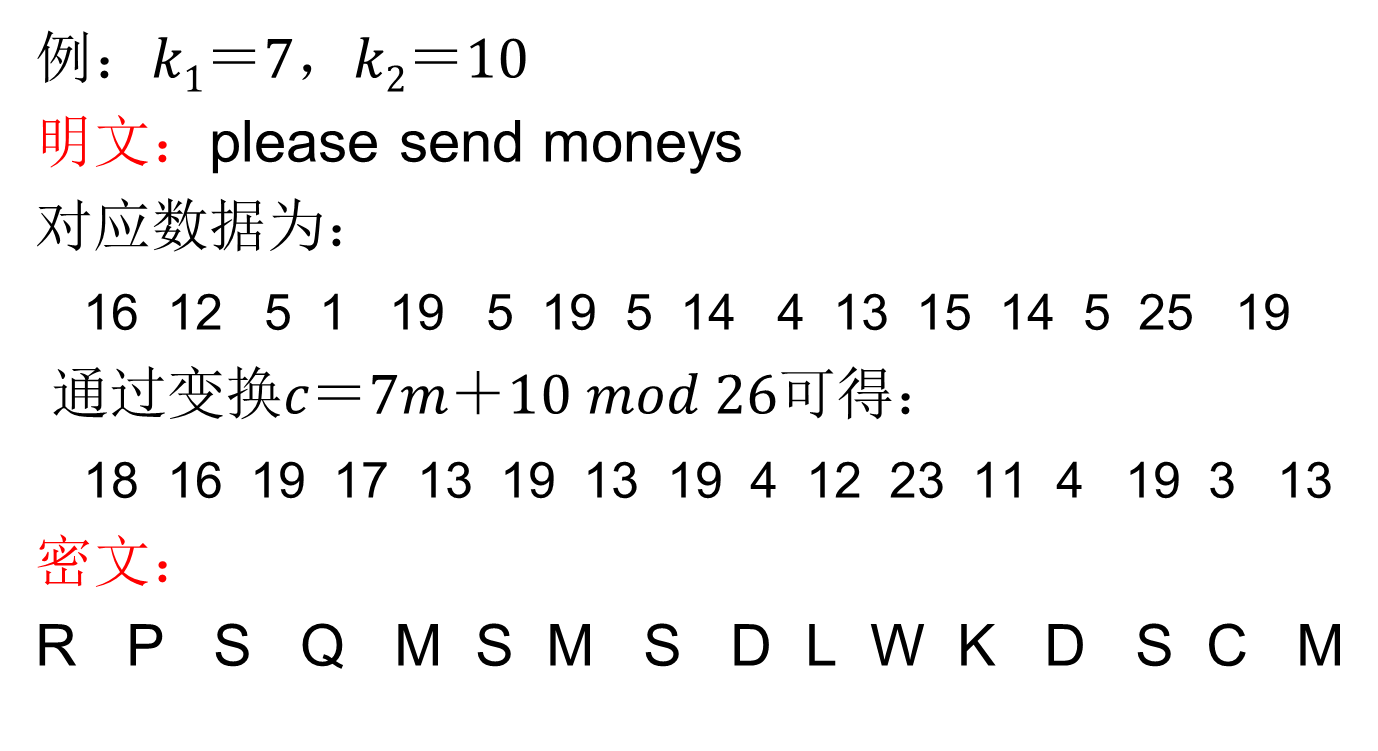 例：k₁＝7，k₂＝10
明文：please send moneys
对应数据为：
16 12 5 1 19 5 19 5 14 4 13 15 14 5 25 19
通过变换c＝7m＋10 mod 26可得：
18 16 19 17 13 19 13 19 4 12 23 11 4 19 3 13
密文：
R P S Q M S M S D L W K D S C M